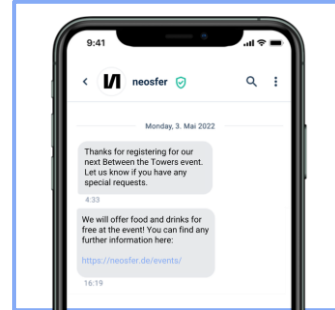 9:41
neosfer
Monday, 3. Mai 2022
Thanks for registering for our
next Between the Towers event.
Let us know if you have any
special requests.
4:33
We will offer food and drinks for
free at the event! You can find any
further information here:
https://neosfer.de/events/
16:19